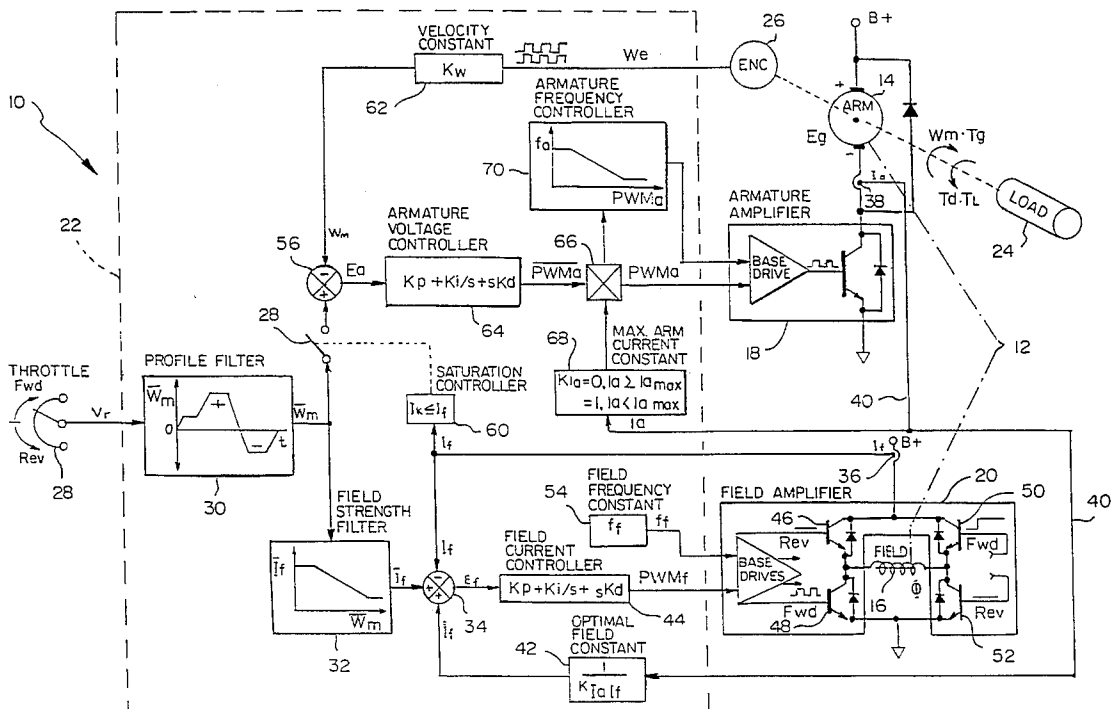 10
22
VELOCITY
CONSTANT
Kw
62
We
26
ENC
B+
+
14
ARM
Eg
-
Wm·Tg
Td·TL
LOAD
24
Ia
38
ARMATURE
FREQUENCY
CONTROLLER
fa
PWMa
70
Wm
56
-
+
Ea
ARMATURE
VOLTAGE
CONTROLLER
Kp+Ki/s+sKd
64
PWMa
66
PWMa
ARMATURE
AMPLIFIER
BASE
DRIVE
18
12
28
68
MAX. ARM
CURRENT
CONSTANT
KIa=0, Ia ≥ Ia max
=1, Ia< Ia max
Ia
40
THROTTLE
Fwd
Rev
28
Vr
PROFILE FILTER
Wm
0
+
-
t
30
Wm
SATURATION
CONTROLLER
Ik≤If
60
If
If
B+
36
FIELD
STRENGTH
FILTER
If
Wm
32
If
If
-
+
+
34
If
Ef
FIELD
CURRENT
CONTROLLER
Kp+Ki/s+sKd
44
PWMf
54
FIELD
FREQUENCY
CONSTANT
ff
ff
FIELD AMPLIFIER
20
50
46
Rev
Fwd
BASE
DRIVES
FIELD
16
Φ
Fwd
48
Rev
52
40
OPTIMAL
FIELD
CONSTANT
42
1
KIaIf